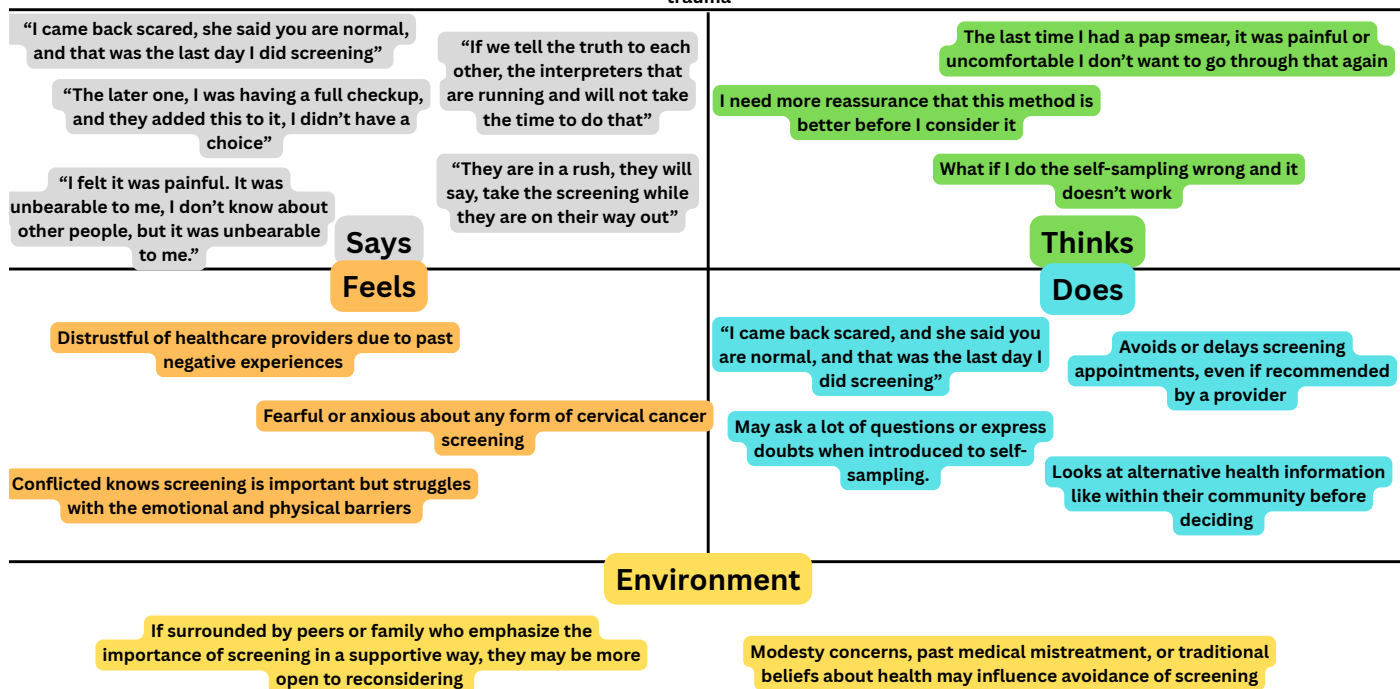 trauma
“I came back scared, she said you are normal,
and that was the last day I did screening”
“If we tell the truth to each
other, the interpreters that
are running and will not take
the time to do that”
“The later one, I was having a full checkup,
and they added this to it, I didn’t have a
choice”
“They are in a rush, they will
say, take the screening while
they are on their way out”
“I felt it was painful. It was
unbearable to me, I don’t know about
other people, but it was unbearable
to me.”
Says
The last time I had a pap smear, it was painful or
uncomfortable I don’t want to go through that again
I need more reassurance that this method is
better before I consider it
What if I do the self-sampling wrong and it
doesn’t work
Thinks
Feels
Distrustful of healthcare providers due to past
negative experiences
Fearful or anxious about any form of cervical cancer
screening
Conflicted knows screening is important but struggles
with the emotional and physical barriers
Does
“I came back scared, and she said you
are normal, and that was the last day I
did screening”
Avoids or delays screening
appointments, even if recommended
by a provider
May ask a lot of questions or express
doubts when introduced to self-
sampling.
Looks at alternative health information
like within their community before
deciding
Environment
If surrounded by peers or family who emphasize the
importance of screening in a supportive way, they may be more
open to reconsidering
Modesty concerns, past medical mistreatment, or traditional
beliefs about health may influence avoidance of screening